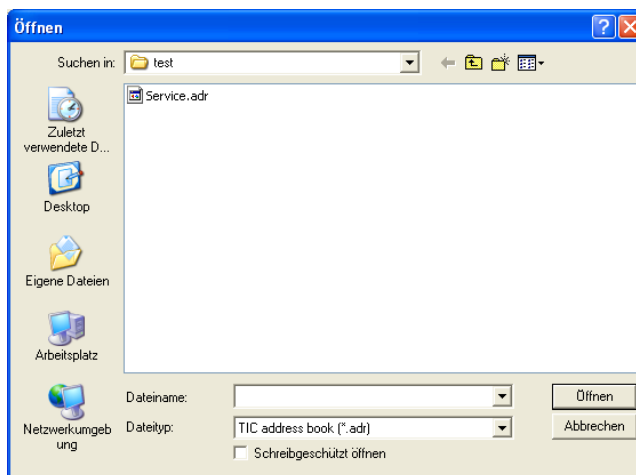 Öffnen
Suchen in:
test
Service.adr
Zuletzt
verwendete D...
Desktop
Eigene Dateien
Arbeitsplatz
Netzwerkumgeb
ung
Dateiname:
Öffnen
Dateityp:
TIC address book (*.adr)
Abbrechen
Schreibgeschützt öffnen